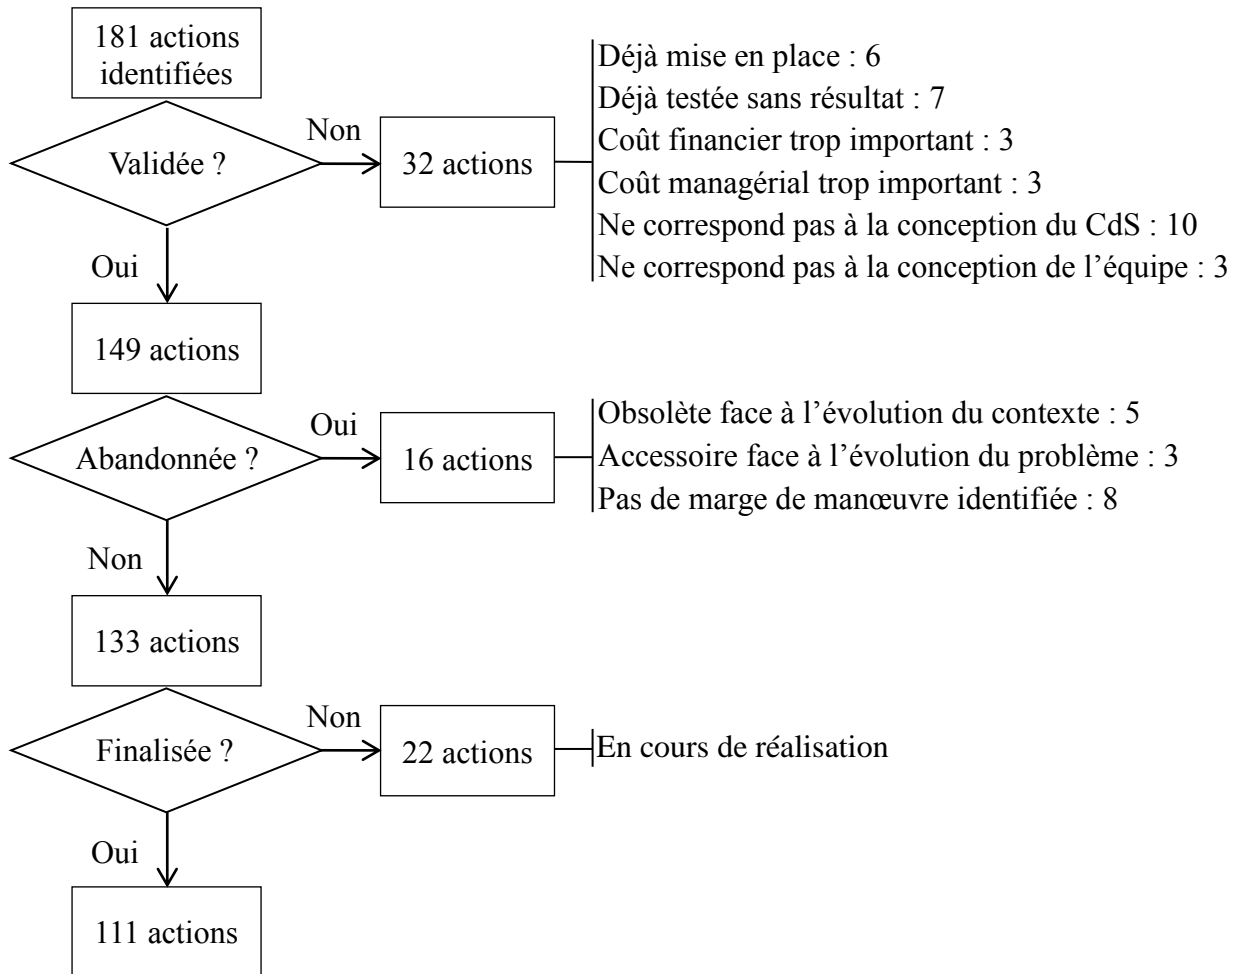 181 actions
identifiées
Validée ?
Non
32 actions
Déjà mise en place : 6
Déjà testée sans résultat : 7
Coût financier trop important : 3
Coût managérial trop important : 3
Ne correspond pas à la conception du CdS : 10
Ne correspond pas à la conception de l’équipe : 3
Oui
149 actions
Abandonnée ?
Oui
16 actions
Obsolète face à l’évolution du contexte : 5
Accessoire face à l’évolution du problème : 3
Pas de marge de manœuvre identifiée : 8
Non
133 actions
Finalisée ?
Non
22 actions
En cours de réalisation
Oui
111 actions